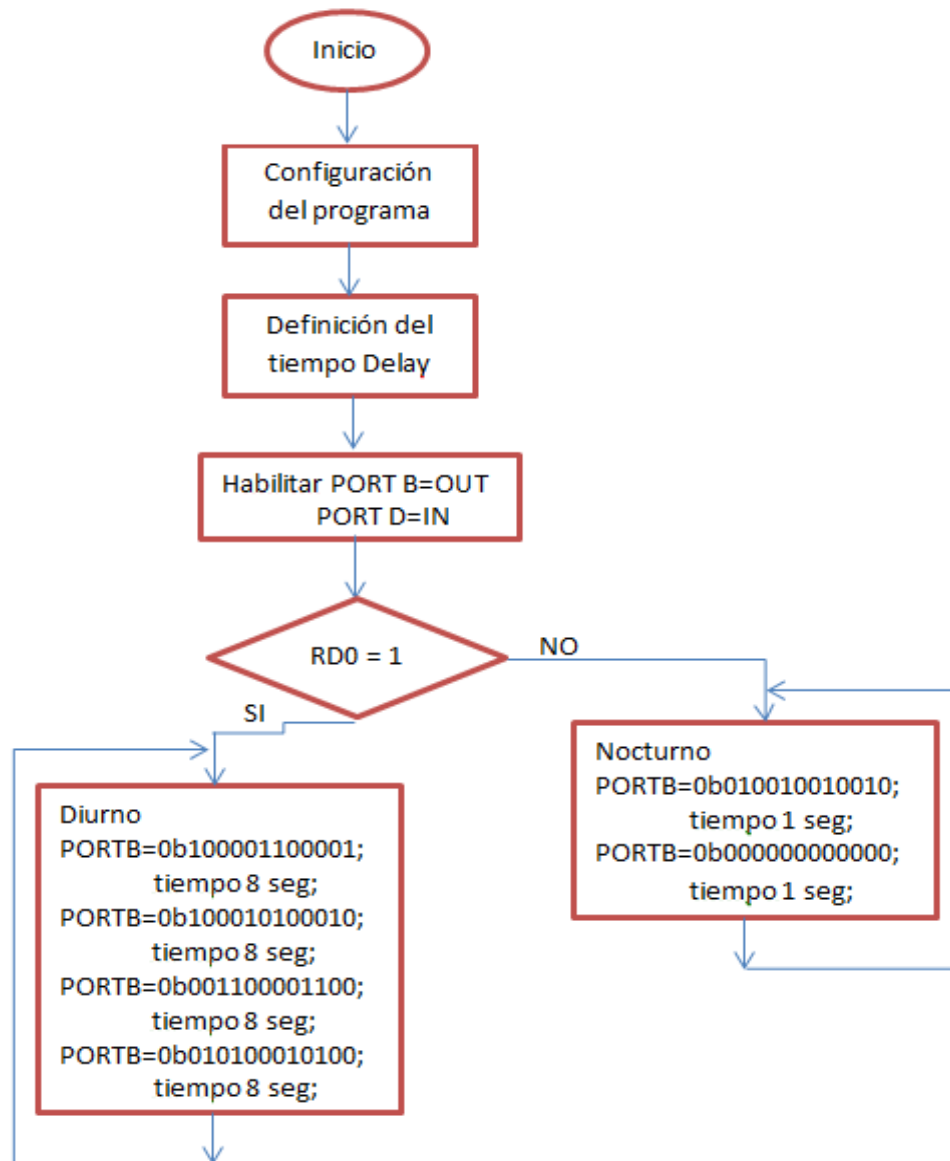 Inicio
Configuración
del programa
Definición del
tiempo Delay
Habilitar PORT B=OUT
PORT D=IN
RD0 = 1
NO
SI
Diurno
PORTB=0b100001100001;
tiempo 8 seg;
PORTB=0b100010100010;
tiempo 8 seg;
PORTB=0b001100001100;
tiempo 8 seg;
PORTB=0b010100010100;
tiempo 8 seg;
Nocturno
PORTB=0b010010010010;
tiempo 1 seg;
PORTB=0b000000000000;
tiempo 1 seg;